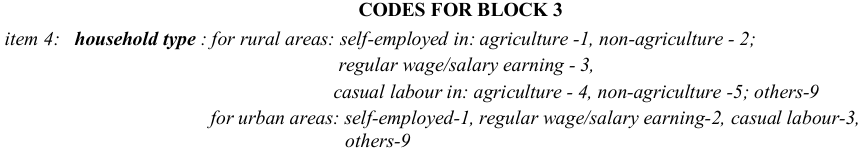 CODES FOR BLOCK 3
item 4: household type : for rural areas: self-employed in: agriculture -1, non-agriculture - 2;
regular wage/salary earning - 3,
casual labour in: agriculture - 4, non-agriculture -5; others-9
for urban areas: self-employed-1, regular wage/salary earning-2, casual labour-3,
others-9